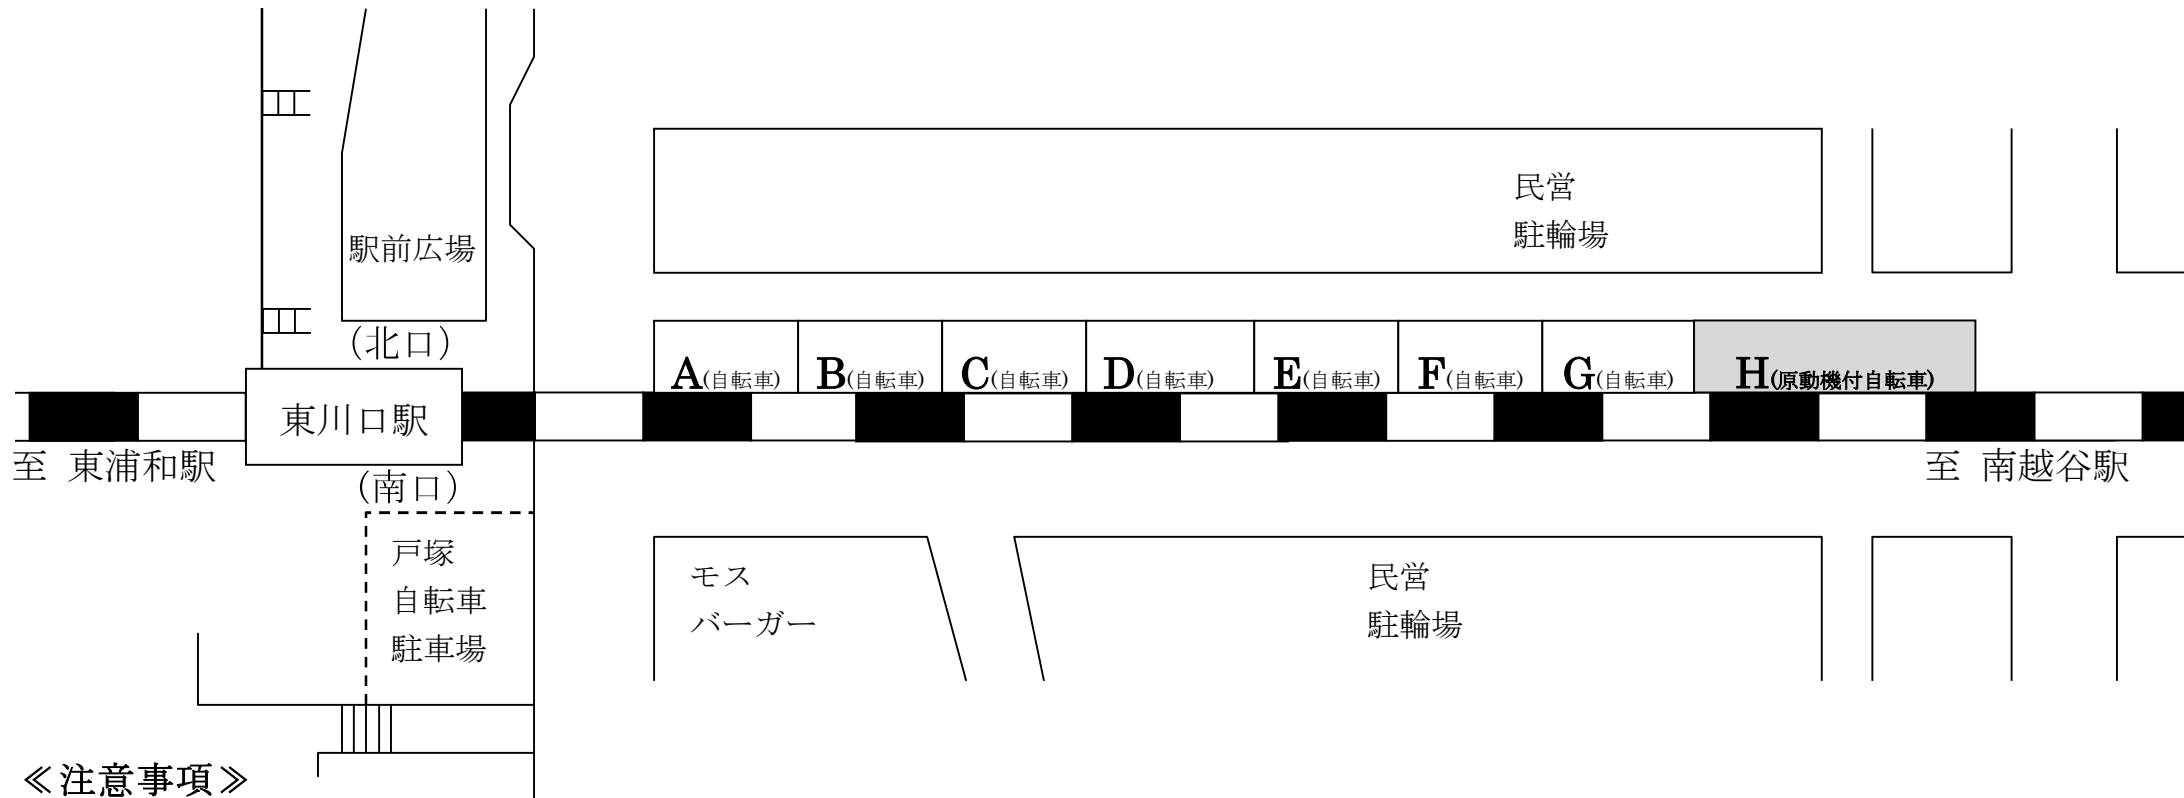 民営
駐輪場
駅前広場
(北口)
A(自転車)
B(自転車)
C(自転車)
D(自転車)
E(自転車)
F(自転車)
G(自転車)
H(原動機付自転車)
東川口駅
至 東浦和駅
至 南越谷駅
(南口)
戸塚
自転車
駐車場
モス
バーガー
民営
駐輪場
≪注意事項≫